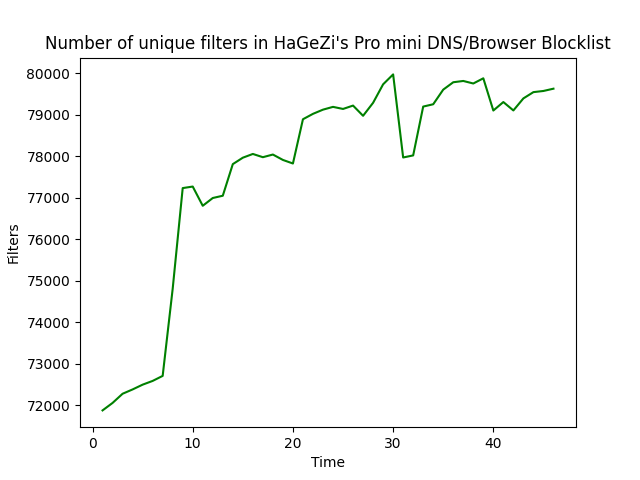 Number of unique filters in HaGeZi's Pro mini DNS/Browser Blocklist
80000
79000
78000
77000
76000
75000
74000
73000
72000
Filters
0 10 20 30 40
Time